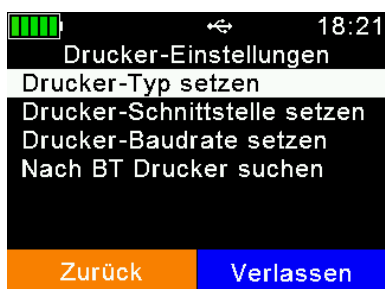 18:21
Drucker-Einstellungen
Drucker-Typ setzen
Drucker-Schnittstelle setzen
Drucker-Baudrate setzen
Nach BT Drucker suchen
Zurück Verlassen